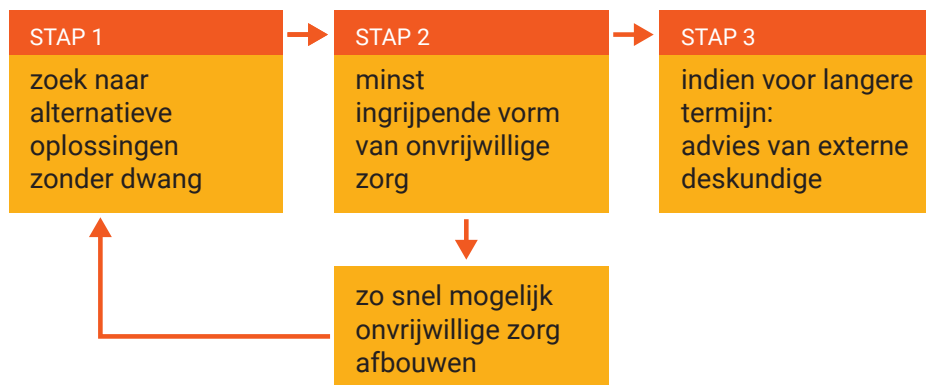 STAP 1
zoek naar
alternatieve
oplossingen
zonder dwang
STAP 2
minst
ingrijpende vorm
van onvrijwillige
zorg
STAP 3
indien voor langere
termijn:
advies van externe
deskundige
zo snel mogelijk
onvrijwillige zorg
afbouwen